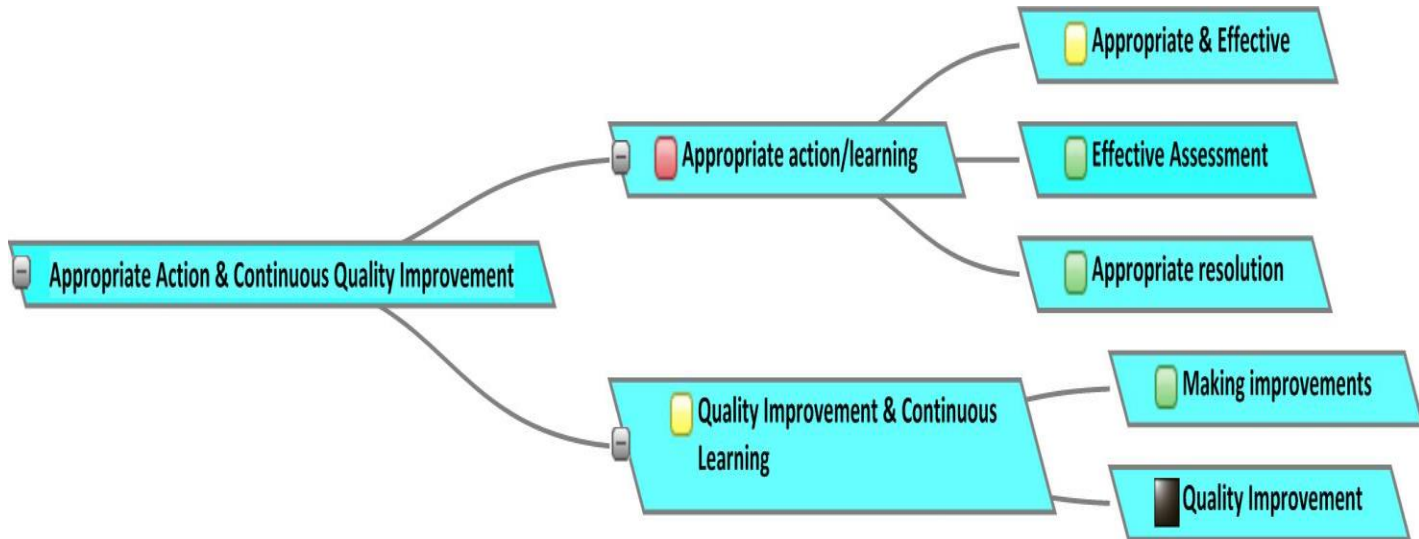 Appropriate Action & Continuous Quality Improvement
Appropriate action/learning
Appropriate & Effective
Effective Assessment
Appropriate resolution
Quality Improvement & Continuous
Learning
Making improvements
Quality Improvement